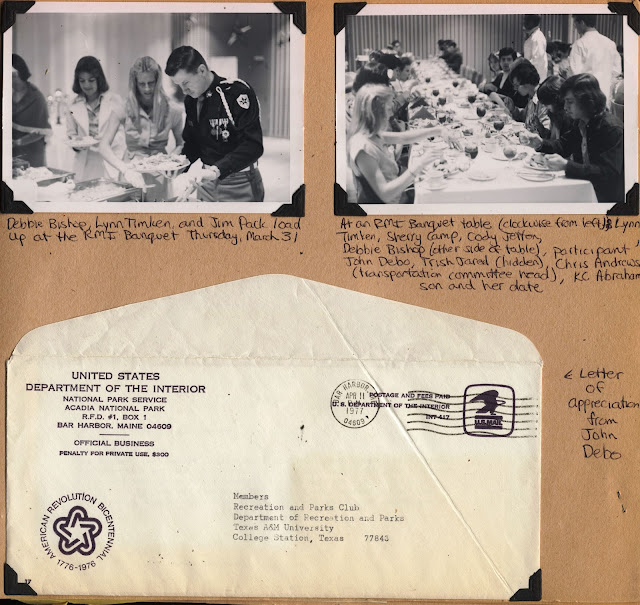 Debbie Bishop, Lynn Timken, and Jim Pack load
up at the RMI Banquet Thursday, March 31
At an RMI Banquet table (clockwise from left): Lynn
Timken, Sherry Camp, Cody
Debbie Bishop (other side of table), participant,
John Debo, Trish Jared (hidden), Chris Andrews
(transportation committee head), KC Abraham
son and her date
UNITED STATES
DEPARTMENT OF THE INTERIOR
NATIONAL PARK SERVICE
ACADIA NATIONAL PARK
R.F.D. #1, BOX 1
BAR HARBOR, MAINE 04609
OFFICIAL BUSINESS
PENALTY FOR PRIVATE USE, $300
BAR HARBOR
APR 11
1977
04609
POSTAGE AND FEES PAID
U.S. DEPARTMENT OF THE INTERIOR
INT-417
U.S. MAIL
← Letter
of
appreciation
from
John
Debo
AMERICAN REVOLUTION BICENTENNIAL
1776-1976
Members
Recreation and Parks Club
Department of Recreation and Parks
Texas A&M University
College Station, Texas 77843